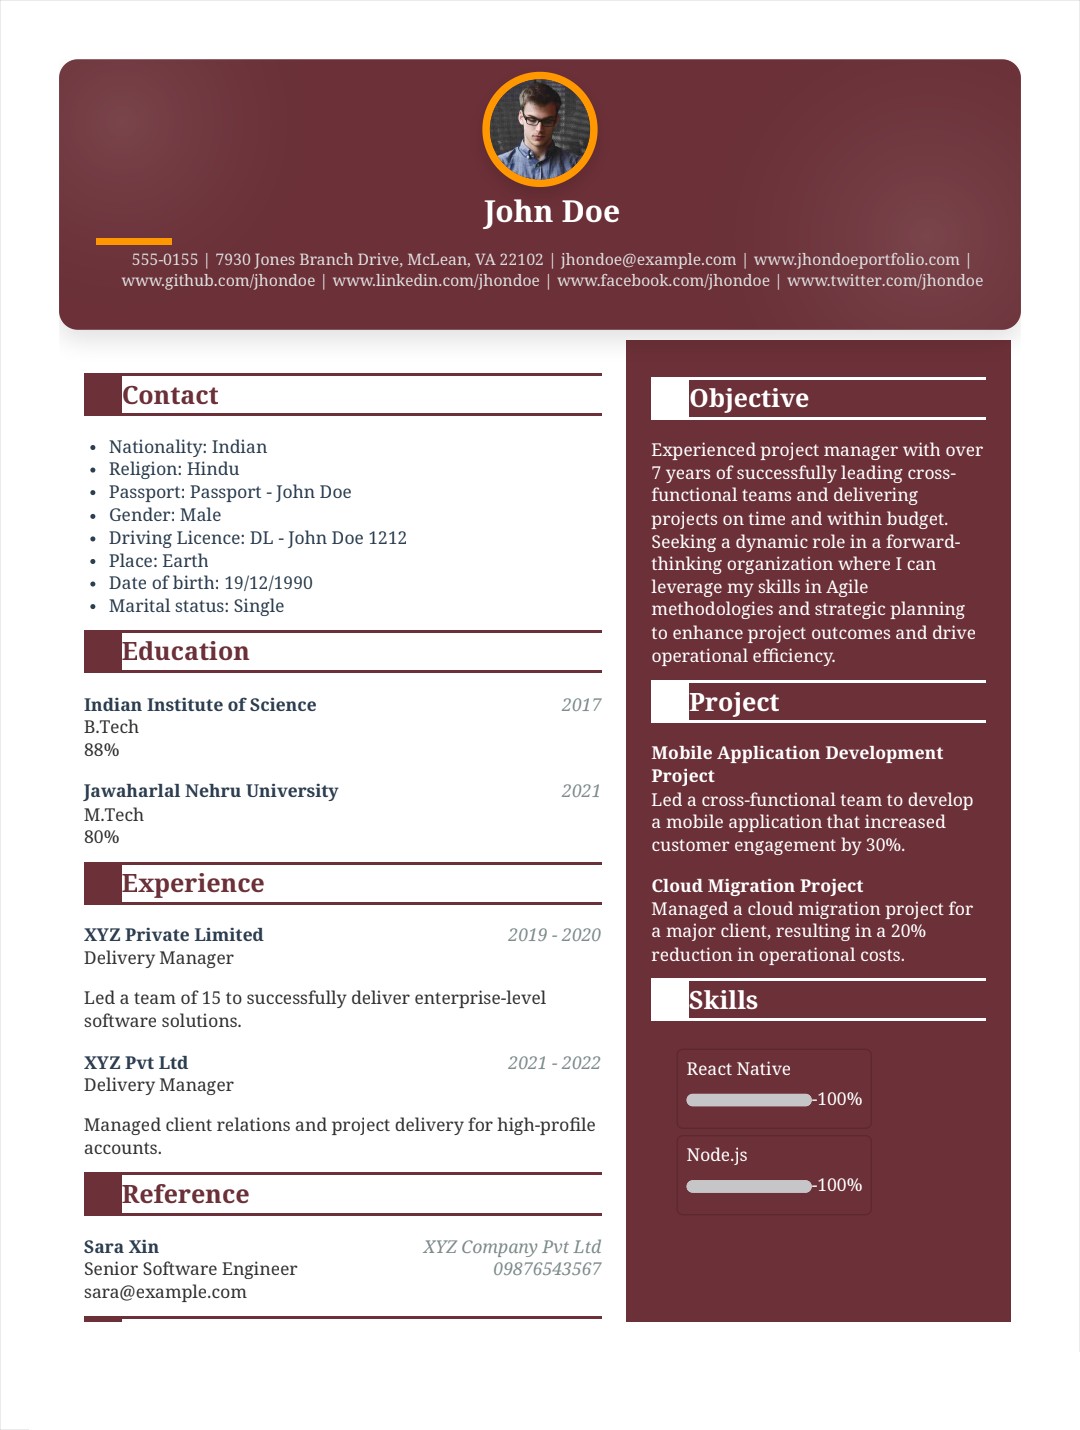 John Doe
555-0155 | 7930 Jones Branch Drive, McLean, VA 22102 | jhondoe@example.com | www.jhondoeportfolio.com |
www.github.com/jhondoe | www.linkedin.com/jhondoe | www.facebook.com/jhondoe | www.twitter.com/jhondoe
Contact
• Nationality: Indian
• Religion: Hindu
• Passport: Passport - John Doe
• Gender: Male
• Driving Licence: DL - John Doe 1212
• Place: Earth
• Date of birth: 19/12/1990
• Marital status: Single
Education
Indian Institute of Science 2017
B.Tech
88%
Jawaharlal Nehru University 2021
M.Tech
80%
Experience
XYZ Private Limited 2019 - 2020
Delivery Manager
Led a team of 15 to successfully deliver enterprise-level
software solutions.
XYZ Pvt Ltd 2021 - 2022
Delivery Manager
Managed client relations and project delivery for high-profile
accounts.
Reference
Sara Xin XYZ Company Pvt Ltd
Senior Software Engineer 09876543567
sara@example.com
Objective
Experienced project manager with over
7 years of successfully leading cross-
functional teams and delivering
projects on time and within budget.
Seeking a dynamic role in a forward-
thinking organization where I can
leverage my skills in Agile
methodologies and strategic planning
to enhance project outcomes and drive
operational efficiency.
Project
Mobile Application Development
Project
Led a cross-functional team to develop
a mobile application that increased
customer engagement by 30%.
Cloud Migration Project
Managed a cloud migration project for
a major client, resulting in a 20%
reduction in operational costs.
Skills
React Native
-100%
Node.js
-100%